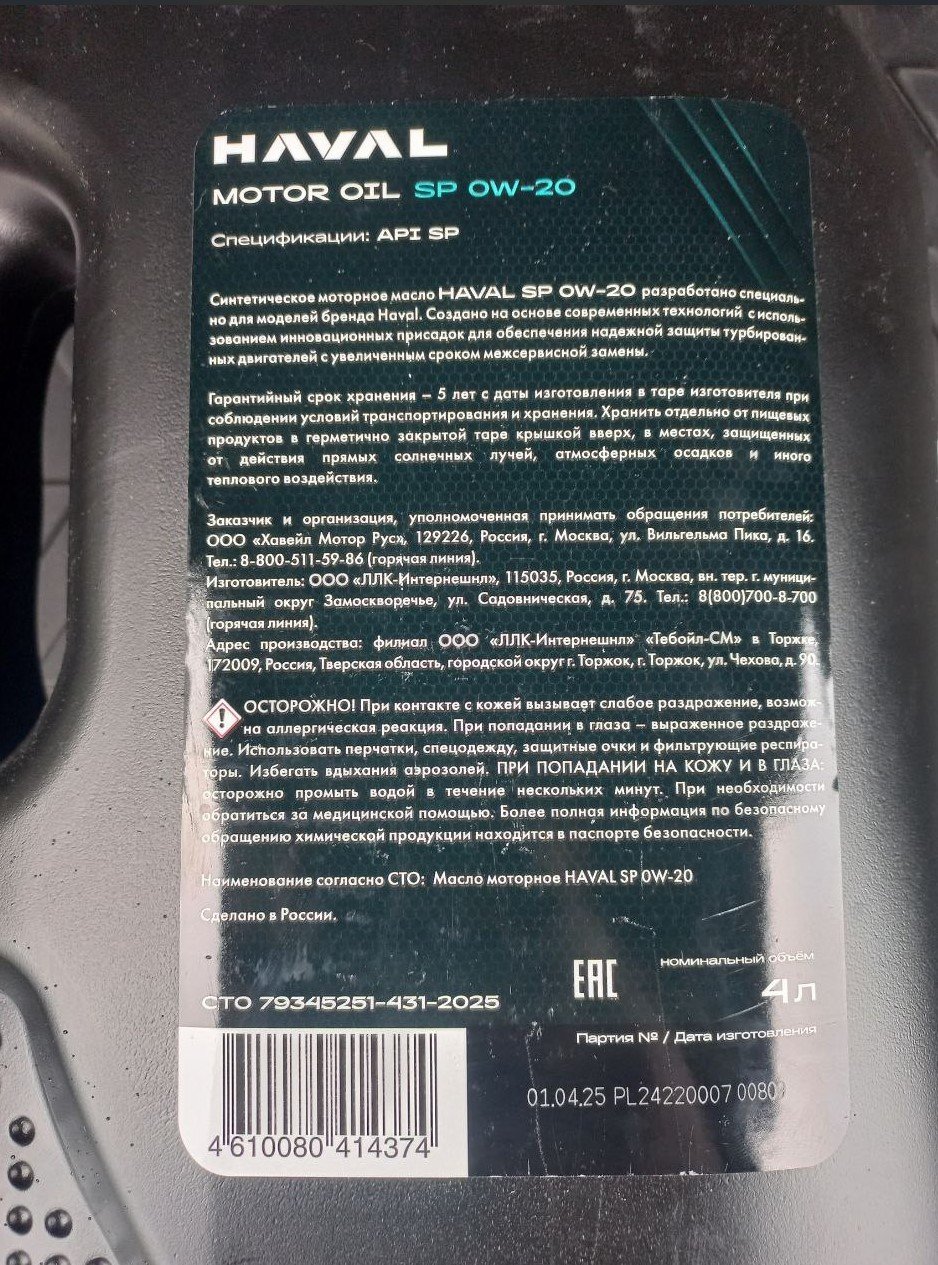 HAVAL
MOTOR OIL SP 0W-20
Спецификации: API SP
Синтетическое моторное масло HAVAL SP 0W-20 разработано специаль-
но для моделей бренда Haval. Создано на основе современных технологий с исполь-
зованием инновационных присадок для обеспечения надежной защиты турбирован-
ных двигателей с увеличенным сроком межсервисной замены.
Гарантийный срок хранения – 5 лет с даты изготовления в таре изготовителя при
соблюдении условий транспортирования и хранения. Хранить отдельно от пищевых
продуктов в герметично закрытой таре крышкой вверх, в местах, защищенных
от действия прямых солнечных лучей, атмосферных осадков и иного
теплового воздействия.
Заказчик и организация, уполномоченная принимать обращения потребителей:
ООО «Хавейл Мотор Рус», 129226, Россия, г. Москва, ул. Вильгельма Пика, д. 16.
Тел.: 8-800-511-59-86 (горячая линия).
Изготовитель: ООО «ЛЛК-Интернешнл», 115035, Россия, г. Москва, вн. тер. г. муници-
пальный округ Замоскворечье, ул. Садовническая, д. 75. Тел.: 8(800)700-8-700
(горячая линия).
Адрес производства: филиал ООО «ЛЛК-Интернешнл» «Тебойл-СМ» в Торжке,
172009, Россия, Тверская область, городской округ г. Торжок, г. Торжок, ул. Чехова, д. 90.
ОСТОРОЖНО! При контакте с кожей вызывает слабое раздражение, возмож-
на аллергическая реакция. При попадании в глаза – выраженное раздраже-
ние. Использовать перчатки, спецодежду, защитные очки и фильтрующие респира-
торы. Избегать вдыхания аэрозолей. ПРИ ПОПАДАНИИ НА КОЖУ И В ГЛАЗА:
осторожно промыть водой в течение нескольких минут. При необходимости
обратиться за медицинской помощью. Более полная информация по безопасному
обращению химической продукции находится в паспорте безопасности.
Наименование согласно СТО: Масло моторное HAVAL SP 0W-20
Сделано в России.
EAC
номинальный объём
4 л
СТО 79345251-431-2025
Партия № / Дата изготовления
01.04.25 PL24220007
4 610080 414374